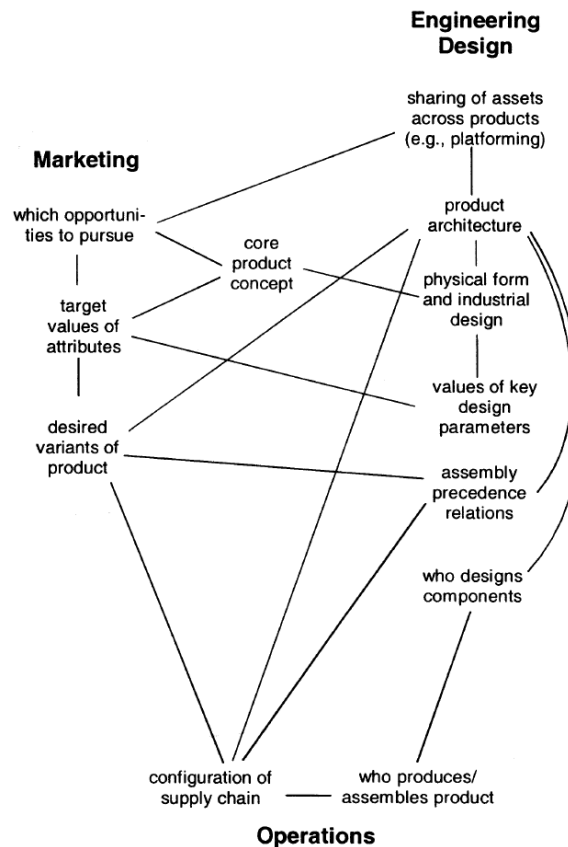 Engineering
Design
sharing of assets
across products
(e.g., platforming)
Marketing
which opportuni-
ties to pursue
product
architecture
core
product
concept
physical form
and industrial
design
target
values of
attributes
values of key
design
parameters
desired
variants of
product
assembly
precedence
relations
who designs
components
configuration of
supply chain
who produces/
assembles product
Operations